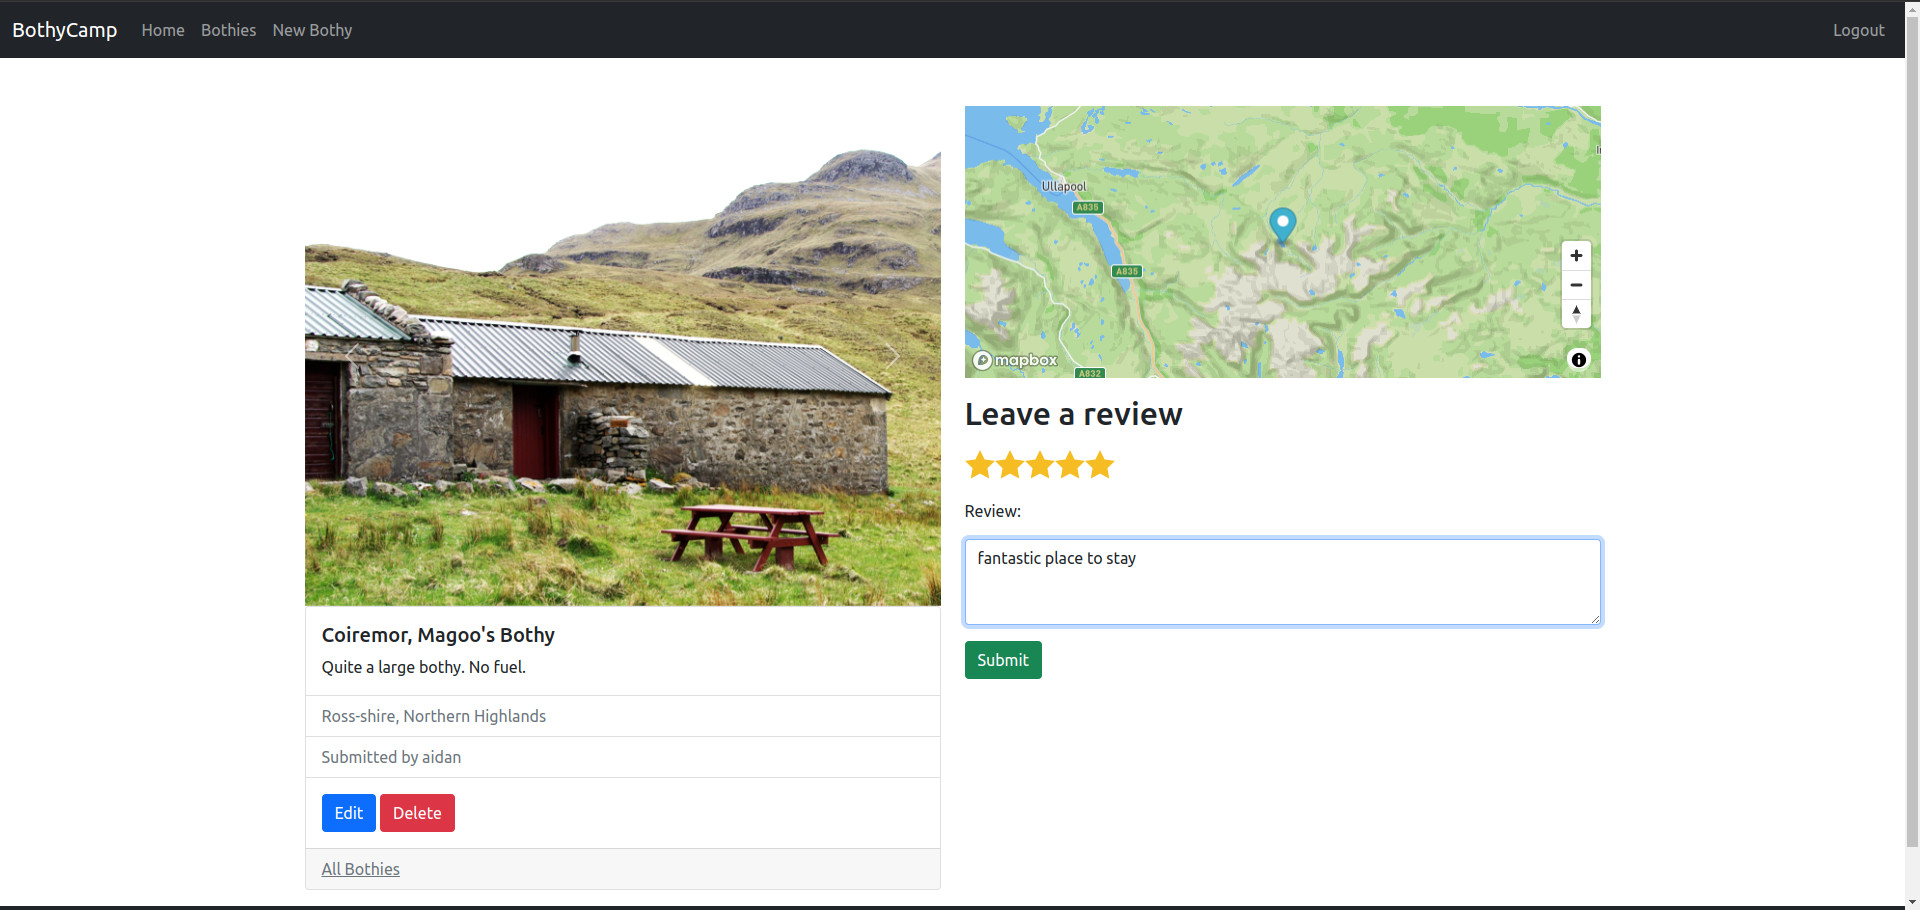 BothyCamp Home Bothies New Bothy Logout
Ullapool
A835
A835
A832
mapbox
Leave a review
Review:
fantastic place to stay
Submit
Coiremor, Magoo's Bothy
Quite a large bothy. No fuel.
Ross-shire, Northern Highlands
Submitted by aidan
Edit Delete
All Bothies